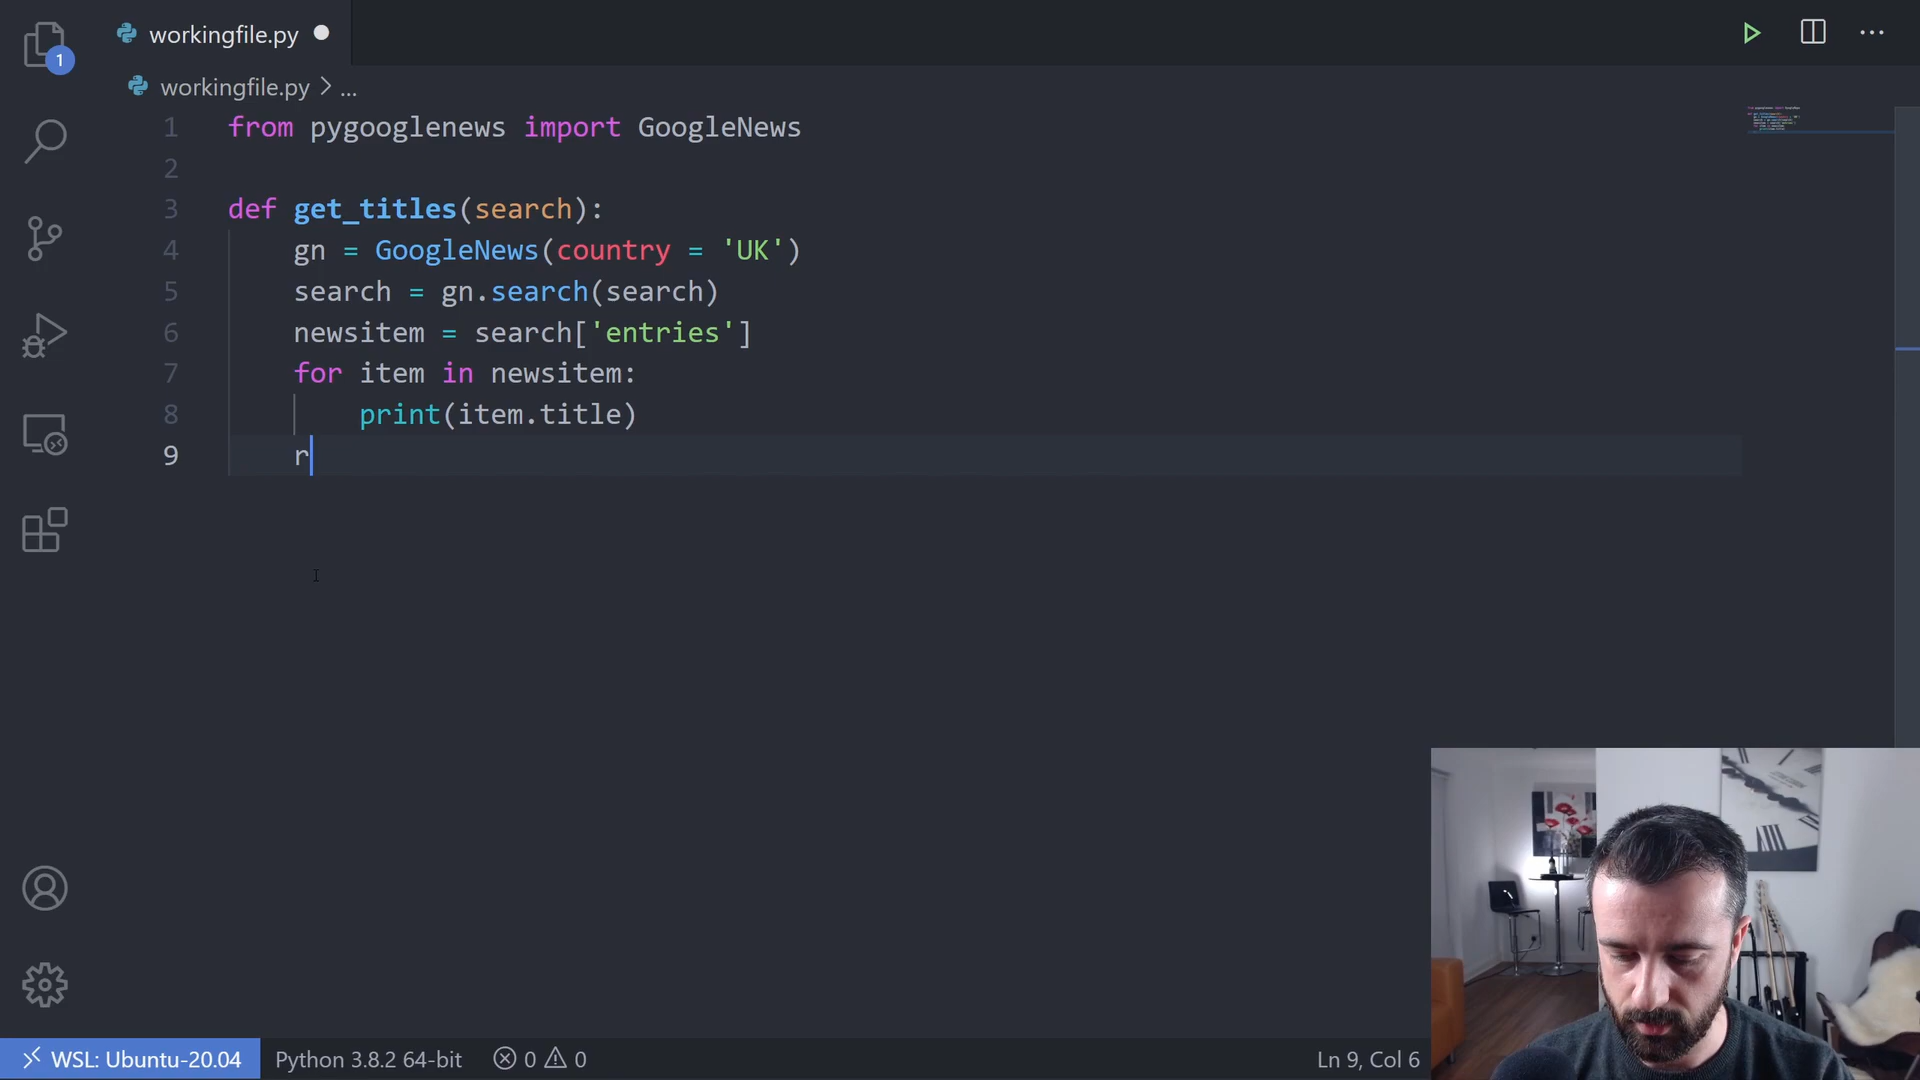 workingfile.py
1
workingfile.py > ...
1 from pygooglenews import GoogleNews
2
3 def get_titles(search):
4 gn = GoogleNews(country = 'UK')
5 search = gn.search(search)
6 newsitem = search['entries']
7 for item in newsitem:
8 print(item.title)
9 r
WSL: Ubuntu-20.04 Python 3.8.2 64-bit 0 0 Ln 9, Col 6